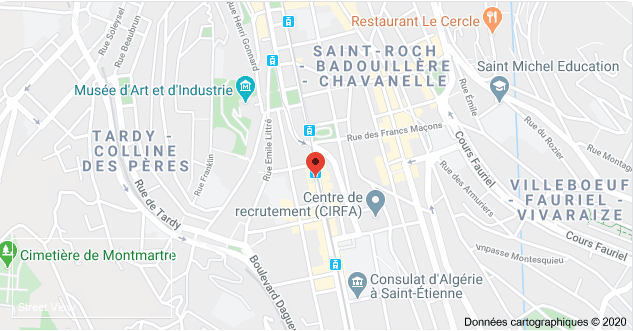 Rue Soleysel
Rue Beaubrun
Rue Henri Gonnard
Restaurant Le Cercle
SAINT-ROCH
- BADOUILLÈRE
- CHAVANELLE
Musée d'Art et d'Industrie
Saint Michel Education
Rue Émile
TARDY -
COLLINE
DES PÈRES
Rue Emile Littré
Rue des Francs Maçons
Cours Fauriel
Rue du Rozier
Rue Montag
Rue Franklin
Rue de Tardy
Centre de
recrutement (CIRFA)
Rue des Armuriers
VILLEBOEUF
- FAURIEL -
VIVARAIZE
Cours Fauriel
Cimetière de Montmartre
Boulevard Dague
mpasse Montesquieu
Consulat d'Algérie
à Saint-Étienne
Street View
Données cartographiques © 2020